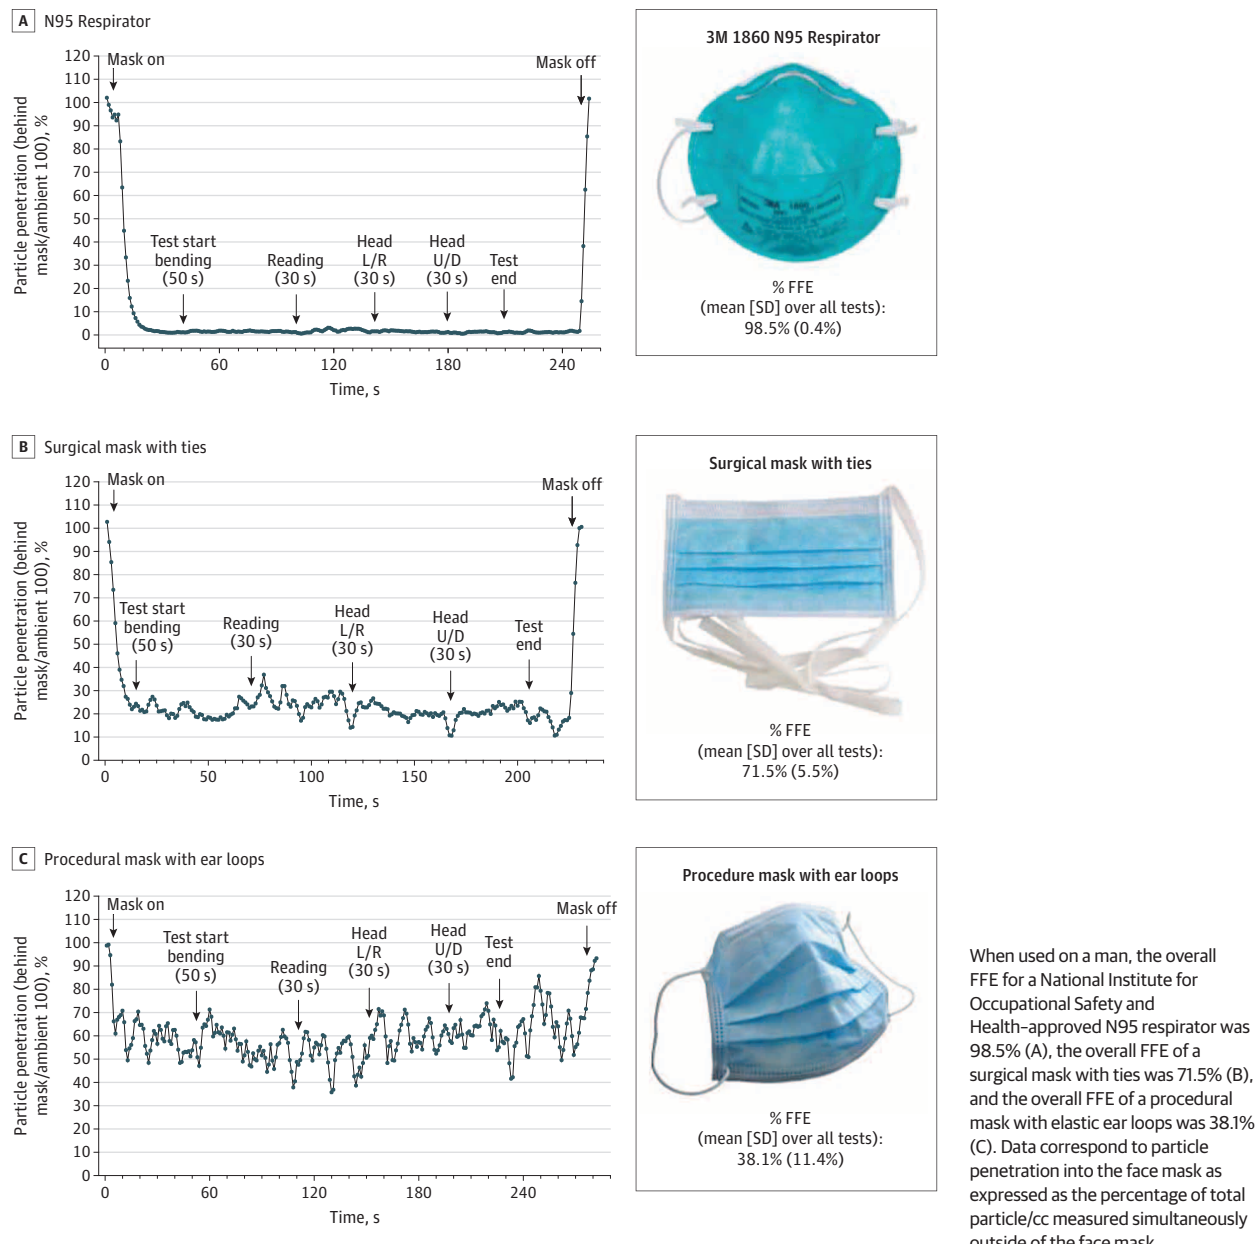 A N95 Respirator
Particle penetration (behind
mask/ambient 100), %
120
110
100
90
80
70
60
50
40
30
20
10
0
Mask on
Test start
bending
(50 s)
Reading
(30 s)
Head
L/R
(30 s)
Head
U/D
(30 s)
Test
end
Mask off
0 60 120 180 240
Time, s
3M 1860 N95 Respirator
3M 1860
% FFE
(mean [SD] over all tests):
98.5% (0.4%)
B Surgical mask with ties
Particle penetration (behind
mask/ambient 100), %
120
110
100
90
80
70
60
50
40
30
20
10
0
Mask on
Test start
bending
(50 s)
Reading
(30 s)
Head
L/R
(30 s)
Head
U/D
(30 s)
Test
end
Mask off
0 50 100 150 200
Time, s
Surgical mask with ties
% FFE
(mean [SD] over all tests):
71.5% (5.5%)
C Procedural mask with ear loops
Particle penetration (behind
mask/ambient 100), %
120
110
100
90
80
70
60
50
40
30
20
10
0
Mask on
Test start
bending
(50 s)
Reading
(30 s)
Head
L/R
(30 s)
Head
U/D
(30 s)
Test
end
Mask off
0 60 120 180 240
Time, s
Procedure mask with ear loops
% FFE
(mean [SD] over all tests):
38.1% (11.4%)
When used on a man, the overall
FFE for a National Institute for
Occupational Safety and
Health–approved N95 respirator was
98.5% (A), the overall FFE of a
surgical mask with ties was 71.5% (B),
and the overall FFE of a procedural
mask with elastic ear loops was 38.1%
(C). Data correspond to particle
penetration into the face mask as
expressed as the percentage of total
particle/cc measured simultaneously
outside of the face mask